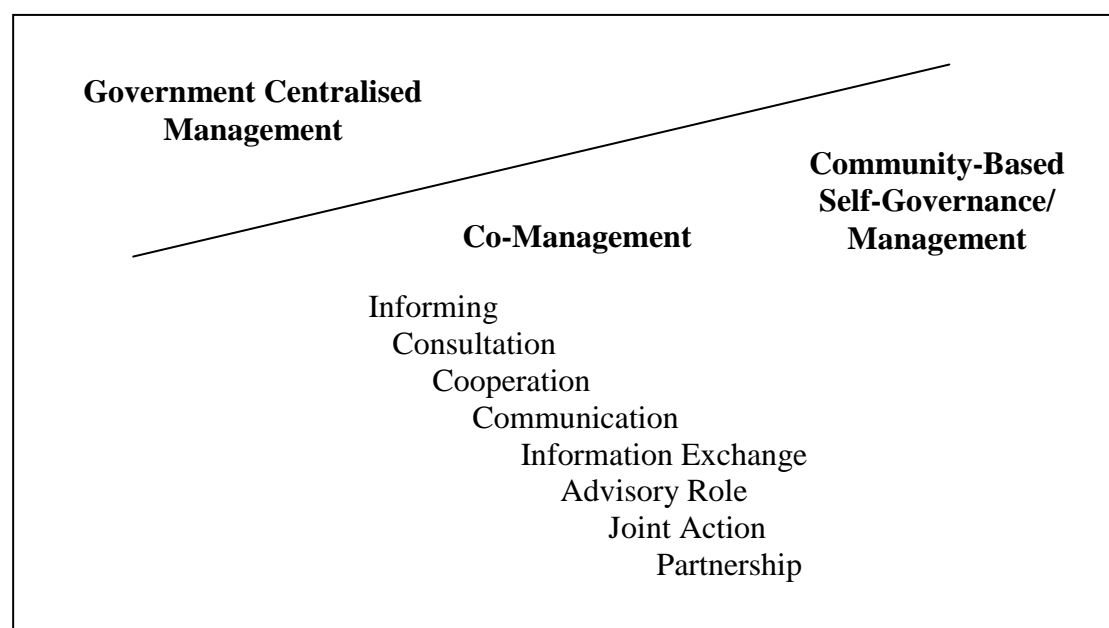 Government Centralised
Management
Community-Based
Self-Governance/
Management
Co-Management
Informing
Consultation
Cooperation
Communication
Information Exchange
Advisory Role
Joint Action
Partnership